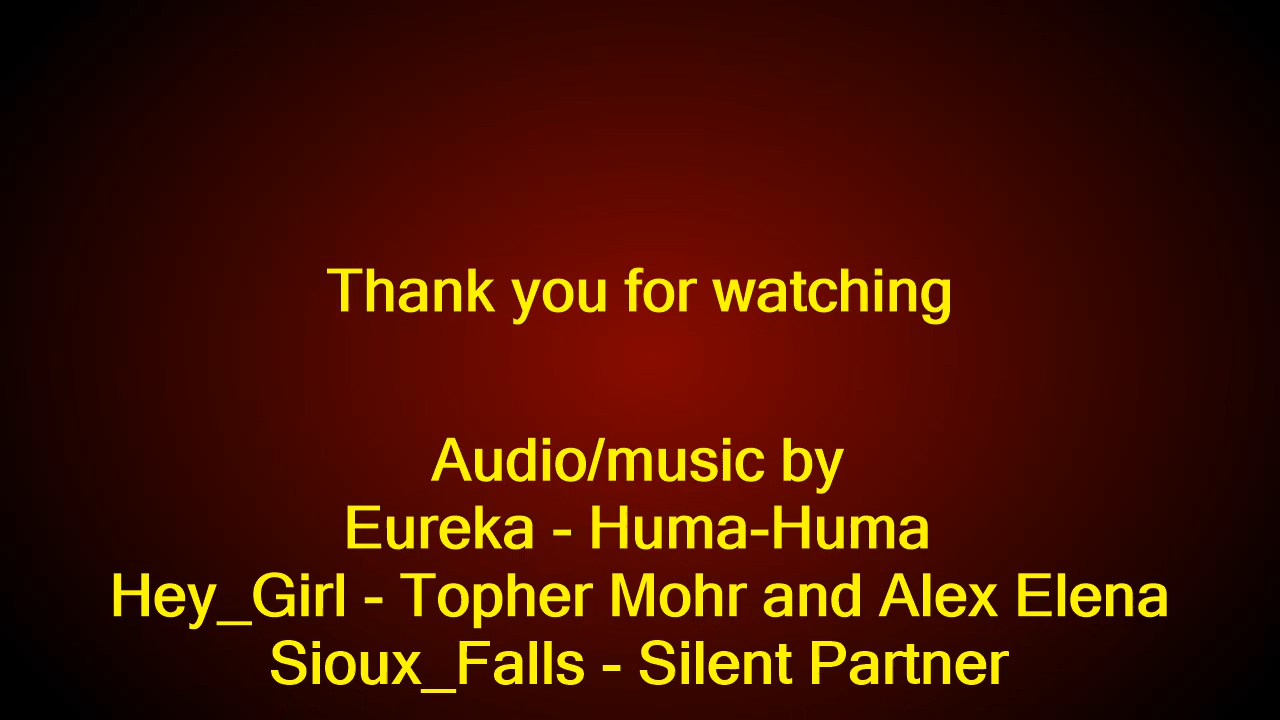 Thank you for watching
Audio/music by
Eureka - Huma-Huma
Hey_Girl - Topher Mohr and Alex Elena
Sioux_Falls - Silent Partner